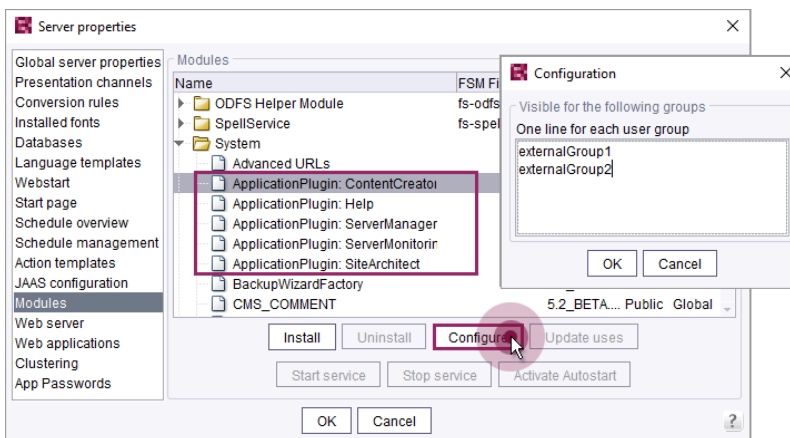 Server properties
Global server properties
Presentation channels
Conversion rules
Installed fonts
Databases
Language templates
Webstart
Start page
Schedule overview
Schedule management
Action templates
JAAS configuration
Modules
Web server
Web applications
Clustering
App Passwords
Modules
Name FSM Fi
ODFS Helper Module fs-odfs
SpellService fs-spel
System
Advanced URLs
ApplicationPlugin: ContentCreator
ApplicationPlugin: Help
ApplicationPlugin: ServerManager
ApplicationPlugin: ServerMonitorin
ApplicationPlugin: SiteArchitect
BackupWizardFactory
CMS_COMMENT 5.2_BETA.... Public Global
Install Uninstall Configure Update uses
Start service Stop service Activate Autostart
OK Cancel ?
Configuration
Visible for the following groups
One line for each user group
externalGroup1
externalGroup2
OK Cancel